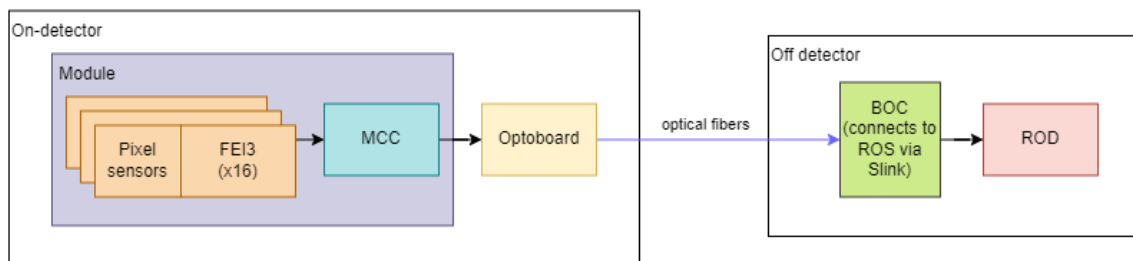 On-detector
Module
Pixel
sensors
FEI3
(x16)
MCC
Optoboard
optical fibers
Off detector
BOC
(connects to
ROS via
Slink)
ROD